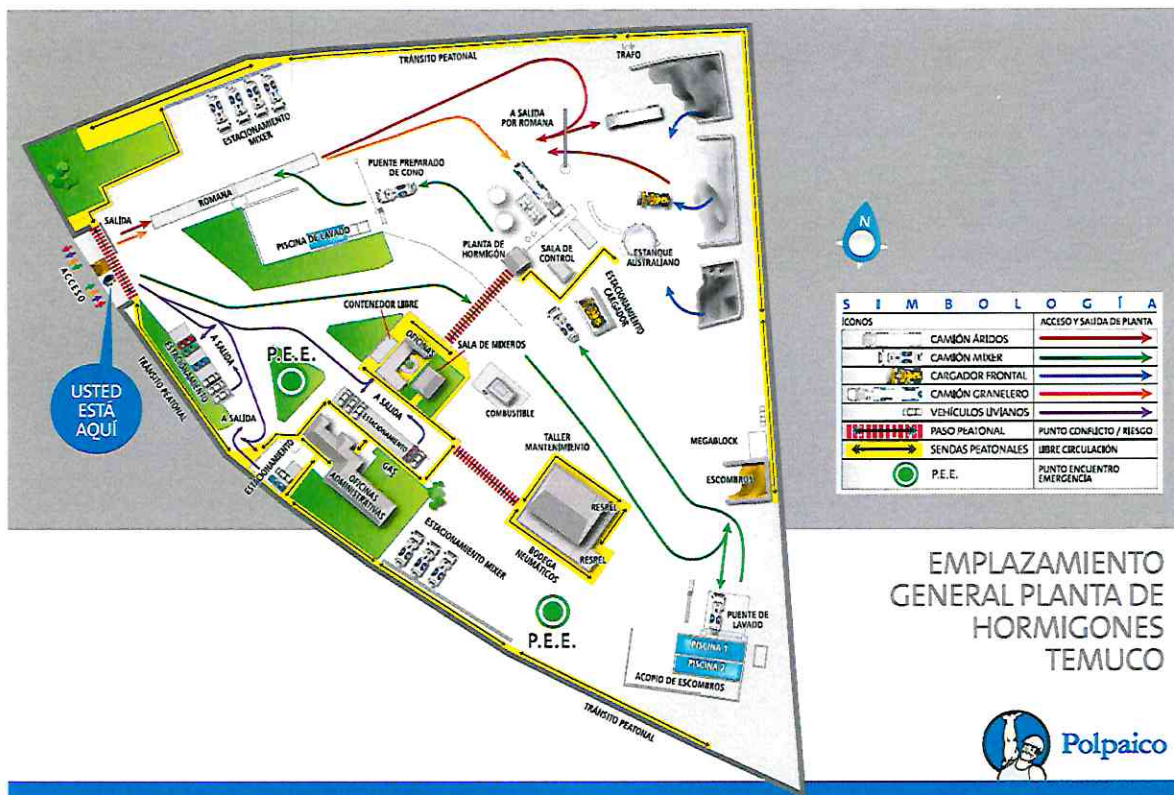 TRÁNSITO PEATONAL
TRAFO
ESTACIONAMIENTO
MIXER
A SALIDA
POR ROMANA
PUENTE PREPARADO
DE CONO
ROMANA
SALIDA
PISCINA DE LAVADO
PLANTA DE
HORMIGÓN
SALA DE
CONTROL
ESTANQUE
AUSTRALIANO
ACCESO
ESTACIONAMIENTO
CARGADOR
CONTENEDOR LIBRE
OFICINAS
SALA DE MIXEROS
USTED
ESTÁ
AQUÍ
ESTACIONAMIENTO
A SALIDA
P.E.E.
TRÁNSITO PEATONAL
A SALIDA
A SALIDA
ESTACIONAMIENTO
COMBUSTIBLE
ESTACIONAMIENTO
GAS
OFICINAS
ADMINISTRATIVAS
TALLER
MANTENIMIENTO
MEGABLOCK
ESCOMBROS
RESPEL
RESPEL
BODEGA
NEUMÁTICOS
ESTACIONAMIENTO MIXER
P.E.E.
PUENTE DE
LAVADO
PISCINA 1
PISCINA 2
ACOPIO DE ESCOMBROS
TRÁNSITO PEATONAL
N
SIMBOLOGÍA
ÍCONOS ACCESO Y SALIDA DE PLANTA
CAMIÓN ÁRIDOS
CAMIÓN MIXER
CARGADOR FRONTAL
CAMIÓN GRANELERO
VEHÍCULOS LIVIANOS
PASO PEATONAL PUNTO CONFLICTO / RIESGO
SENDAS PEATONALES LIBRE CIRCULACIÓN
P.E.E. PUNTO ENCUENTRO
EMERGENCIA
EMPLAZAMIENTO
GENERAL PLANTA DE
HORMIGONES
TEMUCO
Polpaico